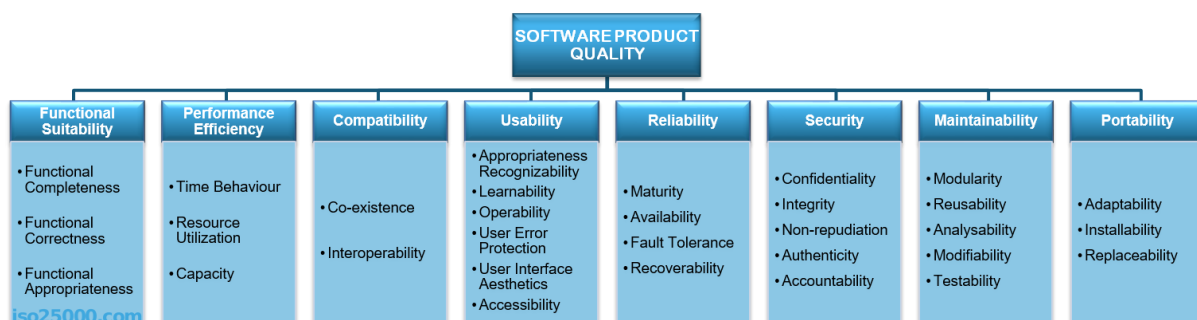 SOFTWARE PRODUCT
QUALITY
Functional
Suitability
• Functional
Completeness
• Functional
Correctness
• Functional
Appropriateness
Performance
Efficiency
• Time Behaviour
• Resource
Utilization
• Capacity
Compatibility
• Co-existence
• Interoperability
Usability
• Appropriateness
Recognizability
• Learnability
• Operability
• User Error
Protection
• User Interface
Aesthetics
• Accessibility
Reliability
• Maturity
• Availability
• Fault Tolerance
• Recoverability
Security
• Confidentiality
• Integrity
• Non-repudiation
• Authenticity
• Accountability
Maintainability
• Modularity
• Reusability
• Analysability
• Modifiability
• Testability
Portability
• Adaptability
• Installability
• Replaceability
iso25000.com